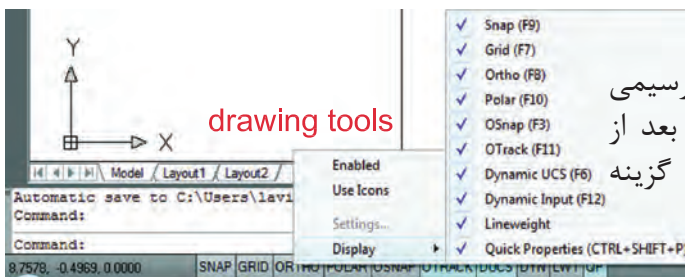 Snap (F9)
Grid (F7)
Ortho (F8)
Polar (F10)
OSnap (F3)
OTrack (F11)
Dynamic UCS (F6)
Dynamic Input (F12)
Lineweight
Quick Properties (CTRL+SHIFT+P)
رسیمی
بعد از
گزینه
Y
X
drawing tools
Enabled
Use Icons
Settings...
Display
Model / Layout1 / Layout2 /
Automatic save to C:\Users\lavi
Command:
Command:
8.7578, -0.4969, 0.0000 SNAP GRID ORTHO POLAR OSNAP OTRACK DUCS DYN LWT QP